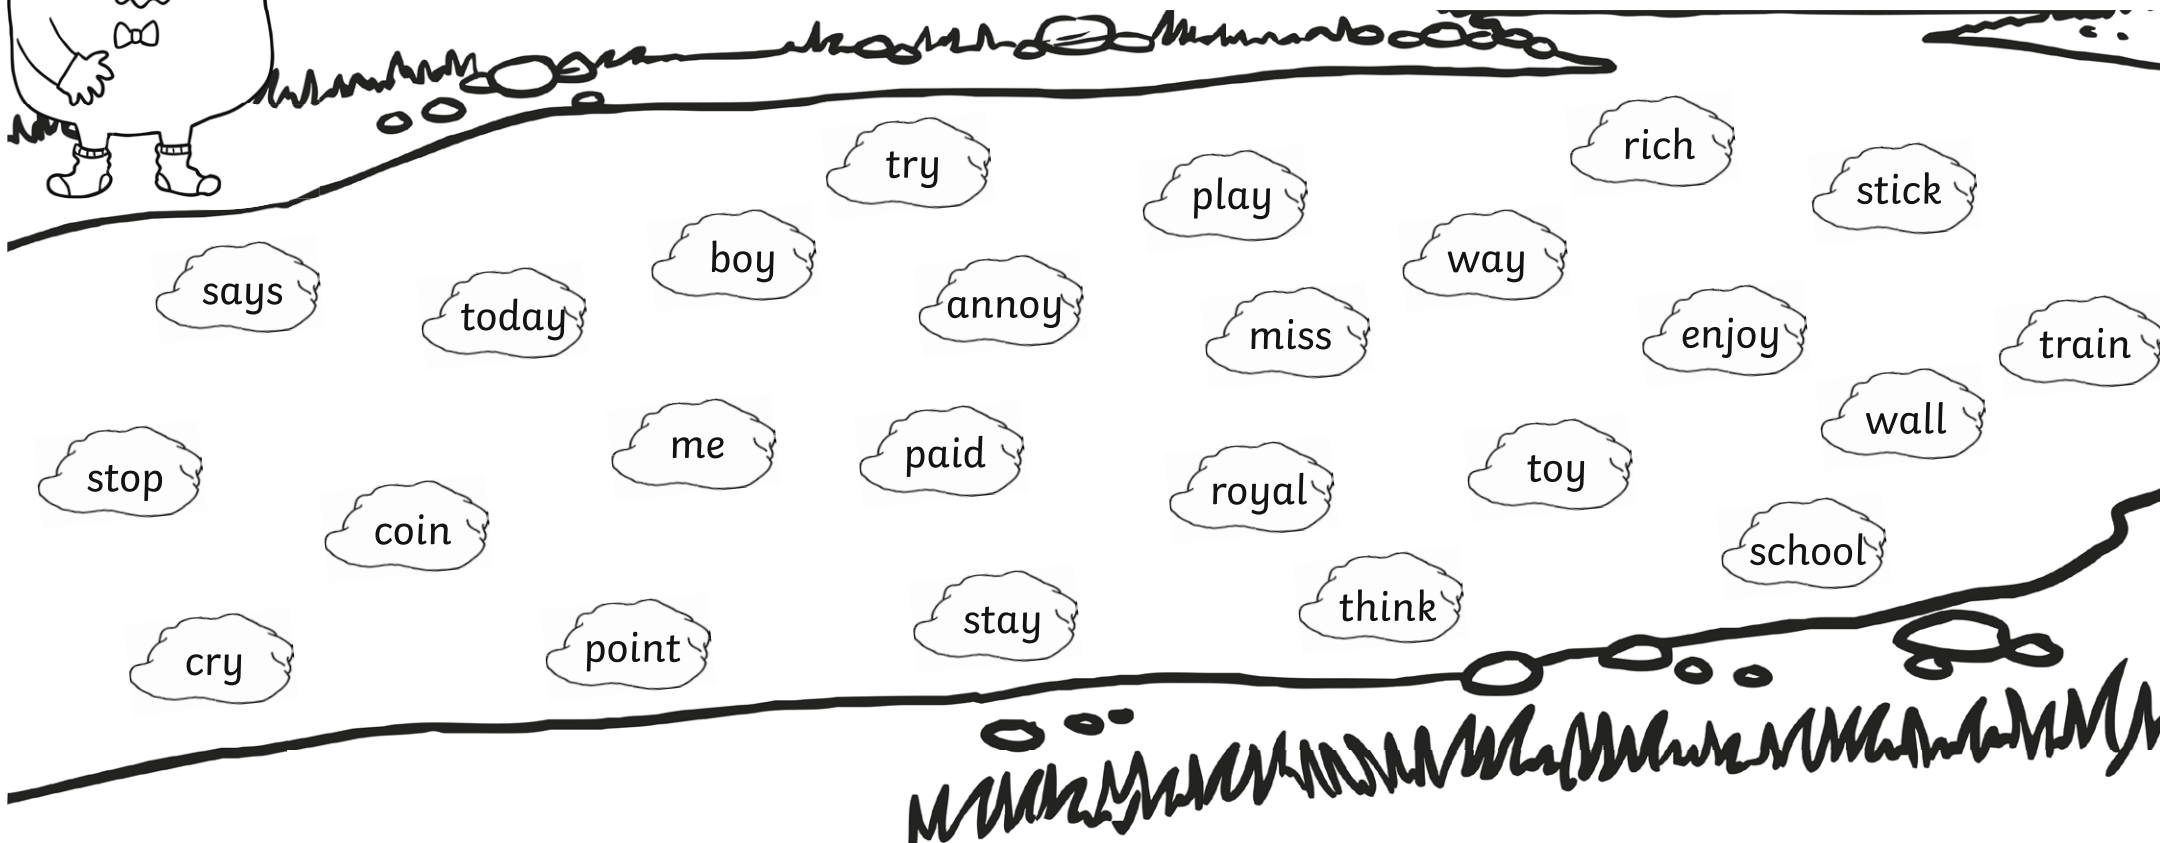 rich
try
stick
play
boy
way
says
annoy
today
miss
enjoy
train
wall
me
paid
toy
stop
royal
coin
school
think
stay
point
cry